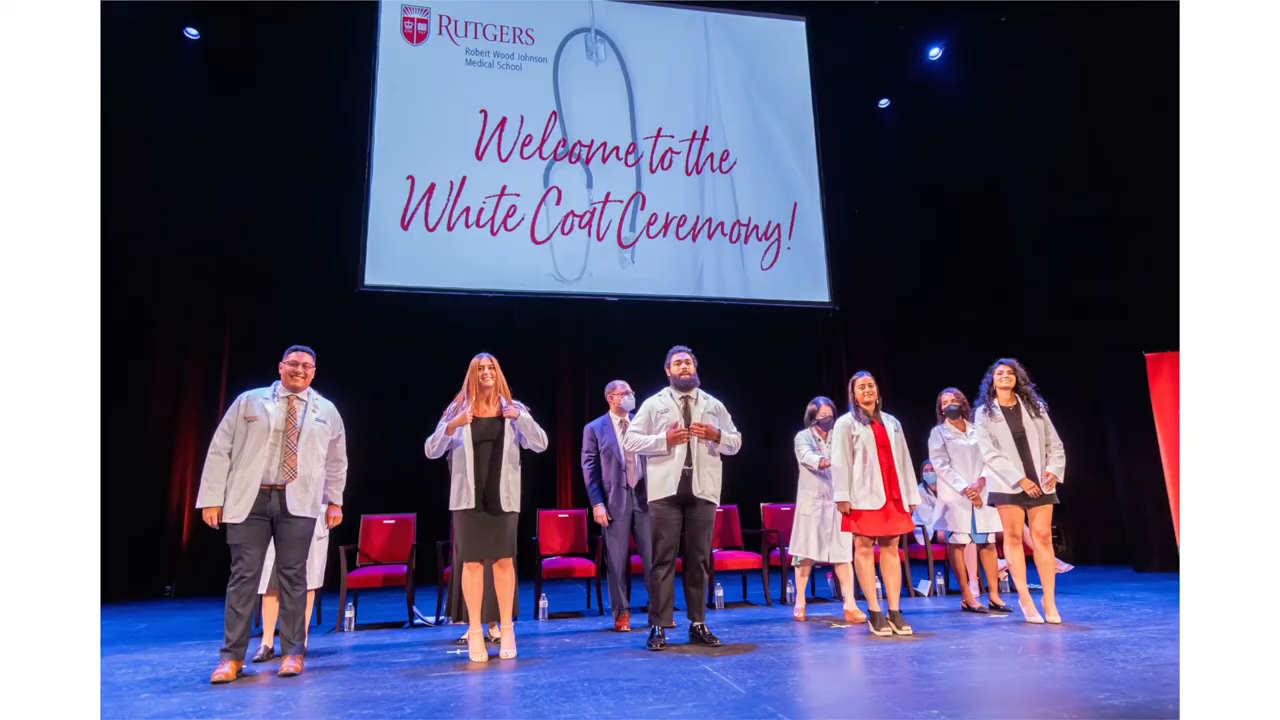 RUTGERS
Robert Wood Johnson
Medical School
Welcome to the
White Coat Ceremony!